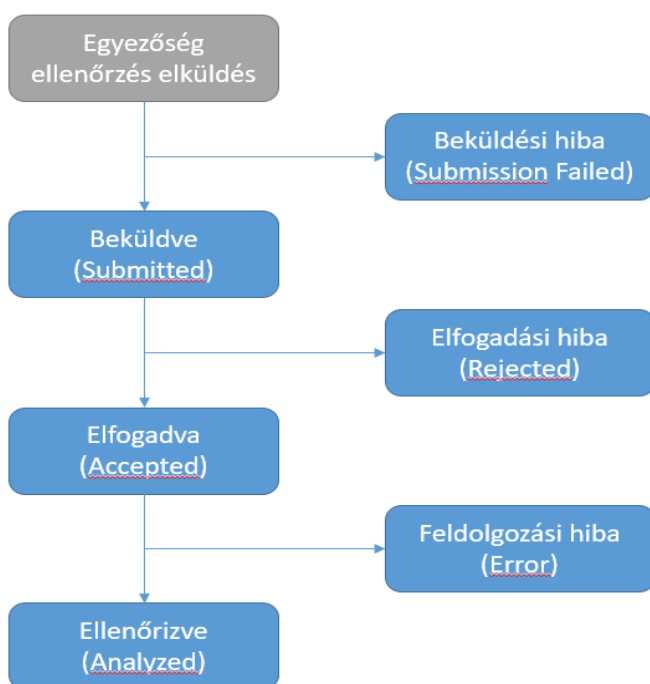 Egyezőség
ellenőrzés elküldés
Beküldési hiba
(Submission Failed)
Beküldve
(Submitted)
Elfogadási hiba
(Rejected)
Elfogadva
(Accepted)
Feldolgozási hiba
(Error)
Ellenőrizve
(Analyzed)